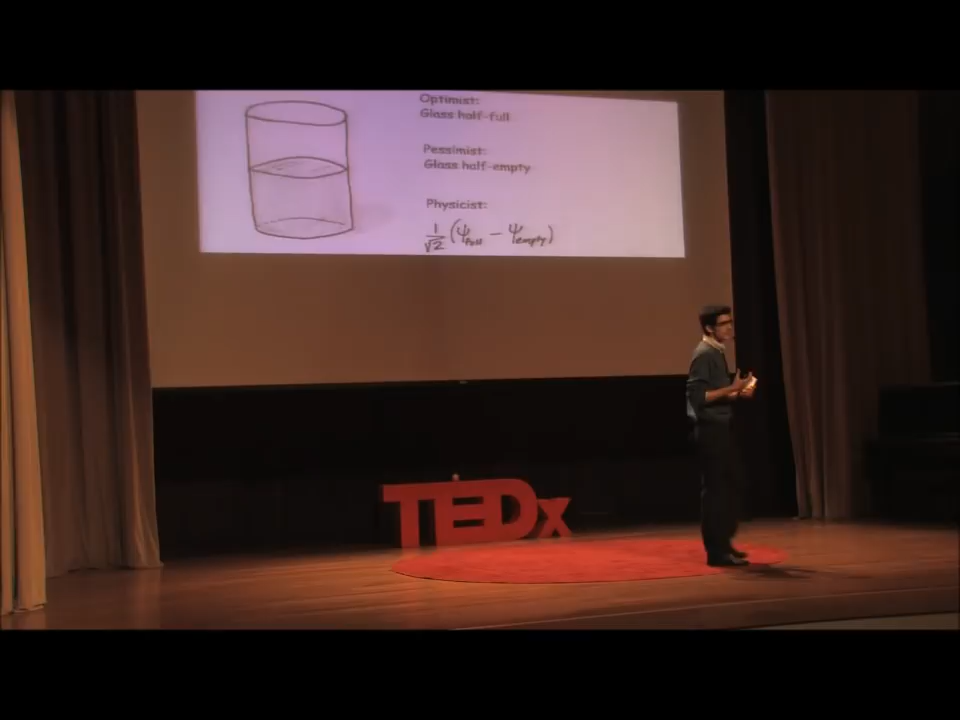 Optimist:
Glass half-full
Pessimist:
Glass half-empty
Physicist:
1/√2 (ψfull − ψempty)
TEDx